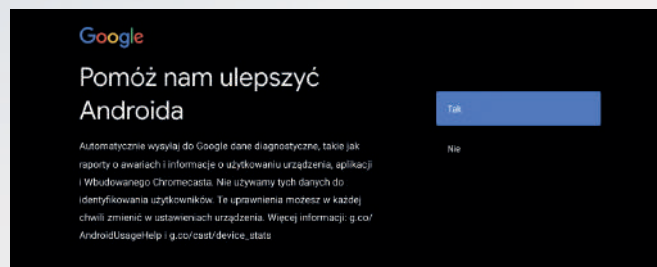 Google
Pomóż nam ulepszyć
Androida
Automatycznie wysyłaj do Google dane diagnostyczne, takie jak
raporty o awariach i informacje o użytkowaniu urządzenia, aplikacji
i Wbudowanego Chromecasta. Nie używamy tych danych do
identyfikowania użytkowników. Te uprawnienia możesz w każdej
chwili zmienić w ustawieniach urządzenia. Więcej informacji: g.co/
AndroidUsageHelp i g.co/cast/device_stats
Tak
Nie